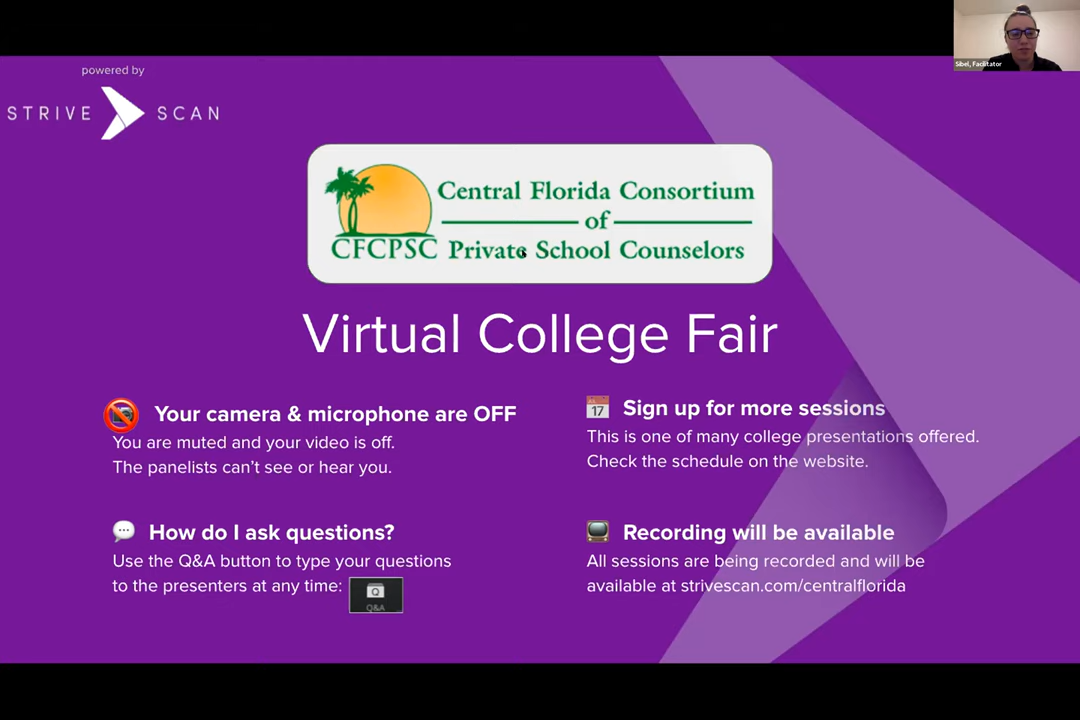 powered by
STRIVE SCAN
Sibel, Facilitator
Central Florida Consortium
of
CFCPSC Private School Counselors
Virtual College Fair
Your camera & microphone are OFF
You are muted and your video is off.
The panelists can't see or hear you.
How do I ask questions?
Use the Q&A button to type your questions
to the presenters at any time:
Q
Q&A
17
Sign up for more sessions
This is one of many college presentations offered.
Check the schedule on the website.
Recording will be available
All sessions are being recorded and will be
available at strivescan.com/centralflorida